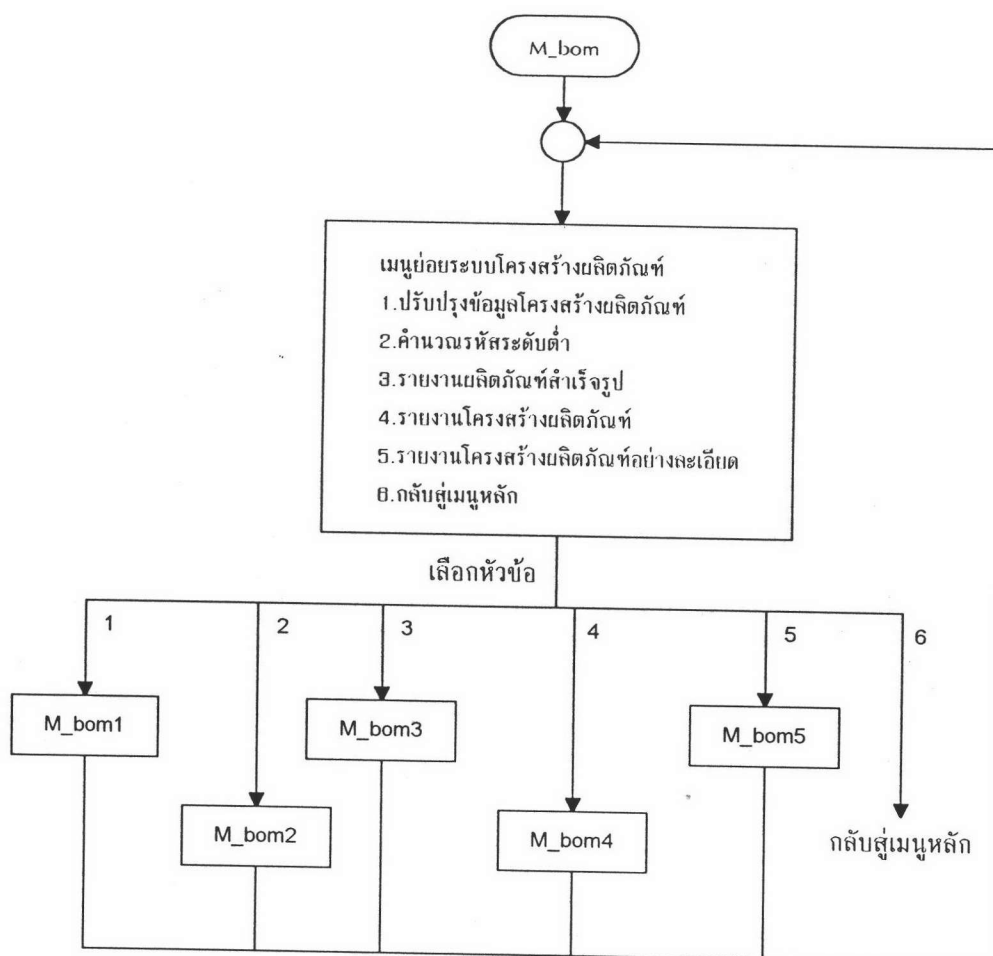 M_bom
เมนูย่อยระบบโครงสร้างผลิตภัณฑ์
1.ปรับปรุงข้อมูลโครงสร้างผลิตภัณฑ์
2.คำนวณรหัสระดับต่ำ
3.รายงานผลิตภัณฑ์สำเร็จรูป
4.รายงานโครงสร้างผลิตภัณฑ์
5.รายงานโครงสร้างผลิตภัณฑ์อย่างละเอียด
6.กลับสู่เมนูหลัก
เลือกหัวข้อ
1
2
3
4
5
6
M_bom1
M_bom3
M_bom5
M_bom2
M_bom4
กลับสู่เมนูหลัก